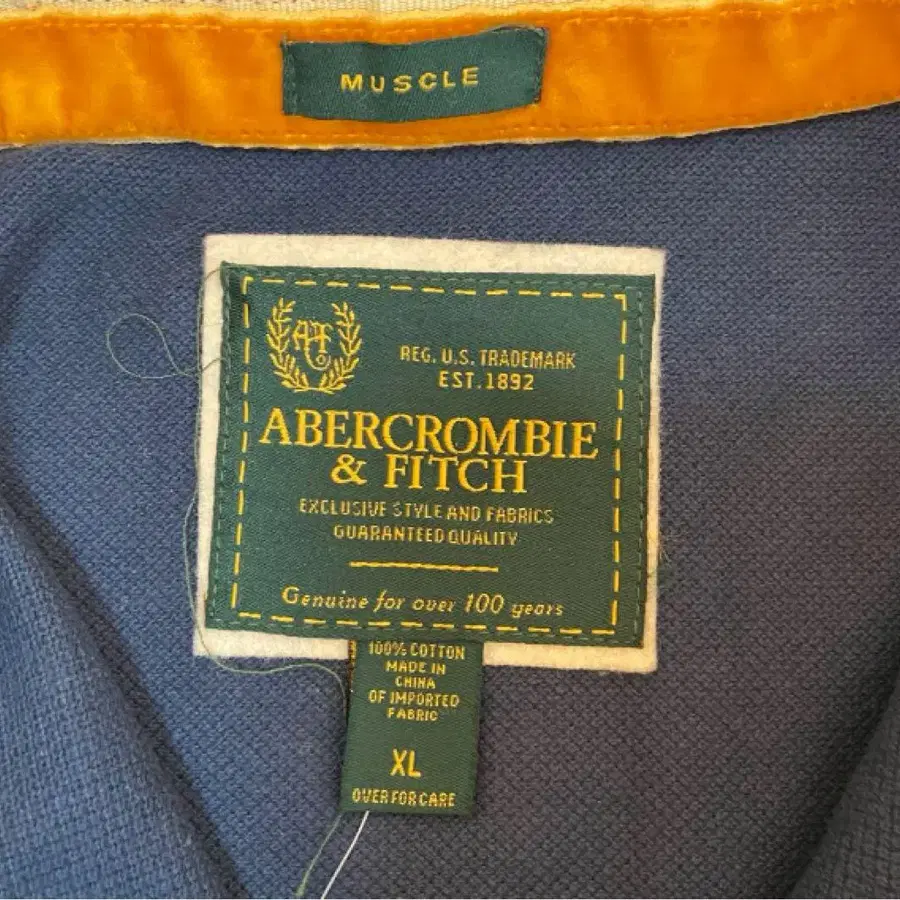 MUSCLE
A&F Co
REG. U.S. TRADEMARK
EST. 1892
ABERCROMBIE
& FITCH
EXCLUSIVE STYLE AND FABRICS
GUARANTEED QUALITY
Genuine for over 100 years
100% COTTON
MADE IN
CHINA
OF IMPORTED
FABRIC
XL
OVER FOR CARE